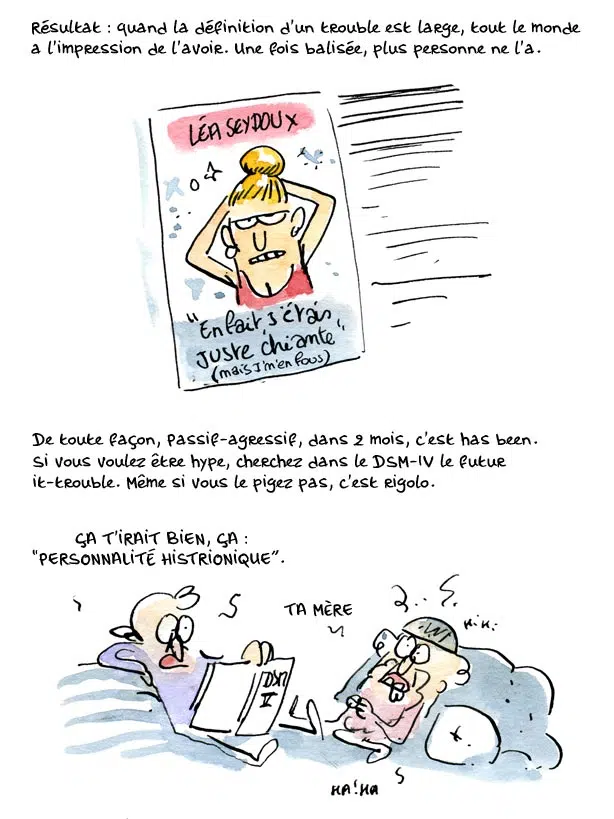 Résultat : quand la définition d'un trouble est large, tout le monde
a l'impression de l'avoir. Une fois balisée, plus personne ne l'a.
LÉA SEYDOUX
"En fait, j'étais
juste chiante"
(mais j'm'en fous)
De toute façon, passif-agressif, dans 2 mois, c'est has been.
Si vous voulez être hype, cherchez dans le DSM-IV le futur
it-trouble. Même si vous le pigez pas, c'est rigolo.
ÇA T'IRAIT BIEN, ÇA :
"PERSONNALITÉ HISTRIONIQUE".
TA MÈRE
Hi Hi
DSM
IV
HA! HA